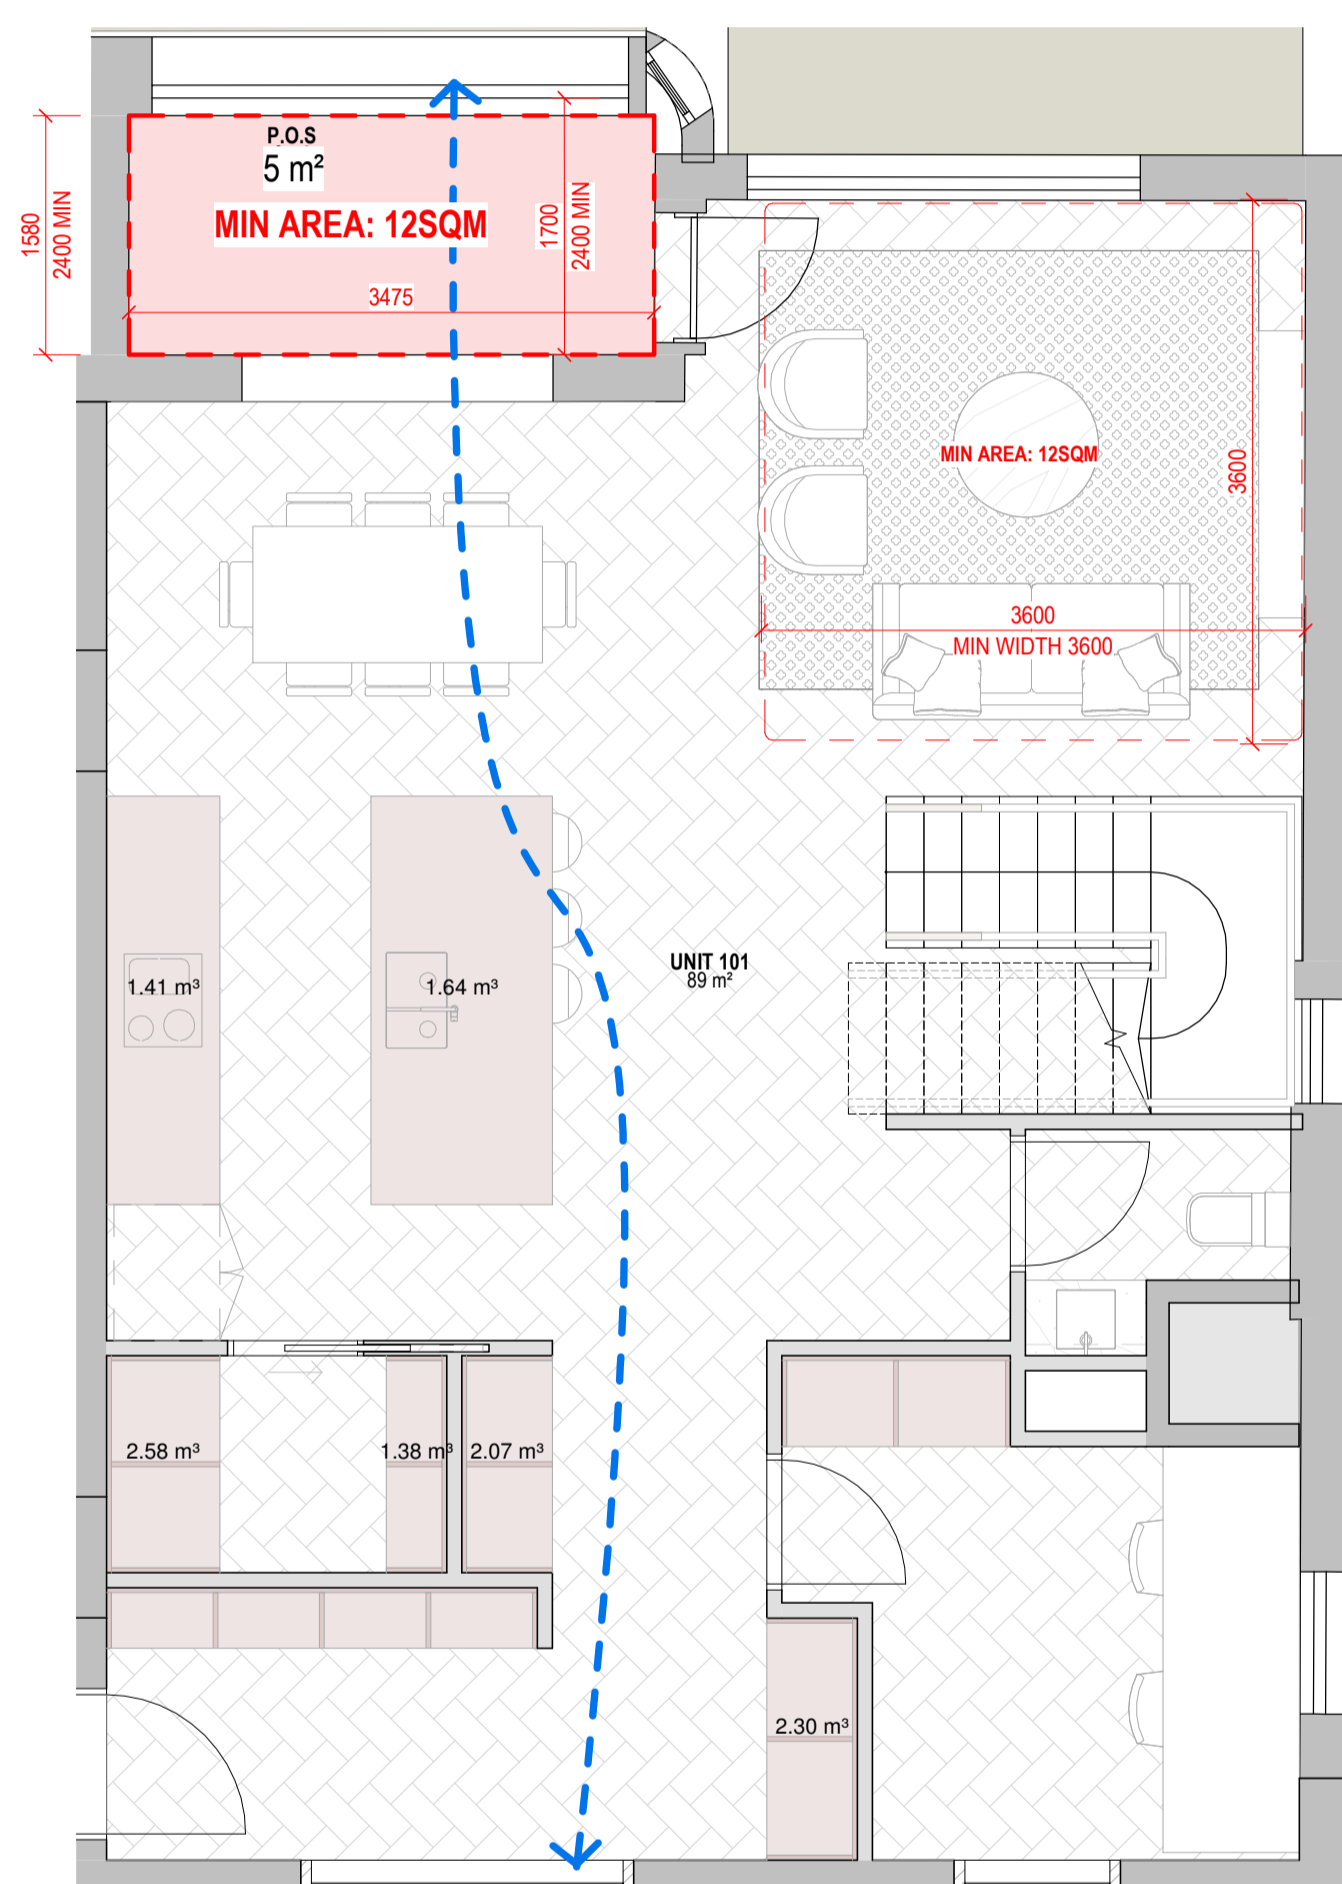 P.O.S
5 m²
MIN AREA: 12SQM
1580
2400 MIN
1700
2400 MIN
3475
MIN AREA: 12SQM
3600
3600
MIN WIDTH 3600
UNIT 101
89 m²
1.41 m³
1.64 m³
2.58 m³
1.38 m³
2.07 m³
2.30 m³